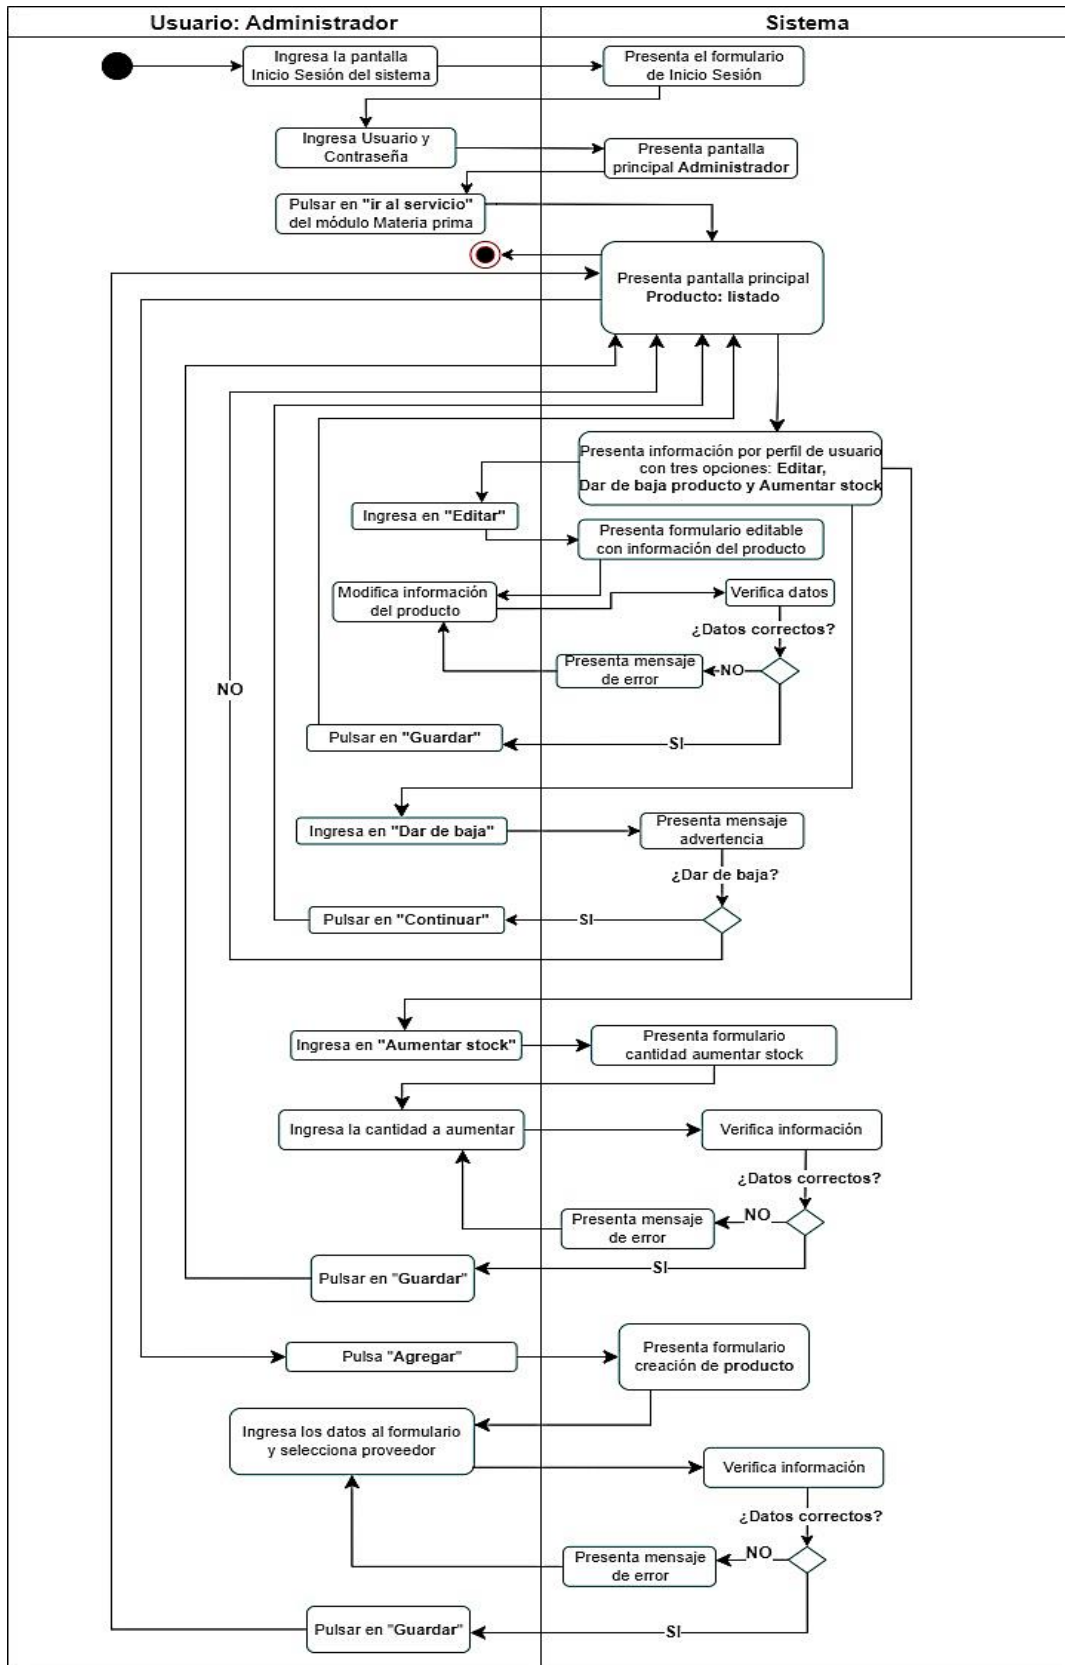 Usuario: Administrador
Sistema
Ingresa la pantalla
Inicio Sesión del sistema
Presenta el formulario
de Inicio Sesión
Ingresa Usuario y
Contraseña
Presenta pantalla
principal Administrador
Pulsar en "ir al servicio"
del módulo Materia prima
Presenta pantalla principal
Producto: listado
Presenta información por perfil de usuario
con tres opciones: Editar,
Dar de baja producto y Aumentar stock
Ingresa en "Editar"
Presenta formulario editable
con información del producto
Modifica información
del producto
Verifica datos
¿Datos correctos?
Presenta mensaje
de error
NO
NO
Pulsar en "Guardar"
SI
Ingresa en "Dar de baja"
Presenta mensaje
advertencia
¿Dar de baja?
Pulsar en "Continuar"
SI
Ingresa en "Aumentar stock"
Presenta formulario
cantidad aumentar stock
Ingresa la cantidad a aumentar
Verifica información
¿Datos correctos?
Presenta mensaje
de error
NO
Pulsar en "Guardar"
SI
Pulsa "Agregar"
Presenta formulario
creación de producto
Ingresa los datos al formulario
y selecciona proveedor
Verifica información
¿Datos correctos?
Presenta mensaje
de error
NO
Pulsar en "Guardar"
SI